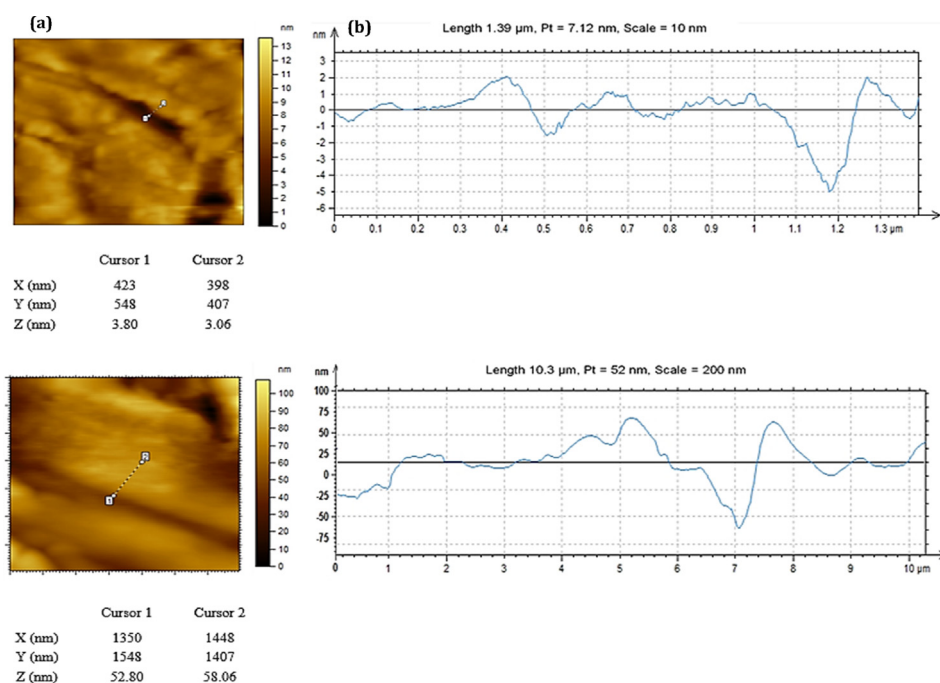 (a)
(b)
nm
13
12
11
10
9
8
7
6
5
4
3
2
1
0
Length 1.39 µm, Pt = 7.12 nm, Scale = 10 nm
nm
3
2
1
0
-1
-2
-3
-4
-5
-6
0 0.1 0.2 0.3 0.4 0.5 0.6 0.7 0.8 0.9 1 1.1 1.2 1.3 µm
Cursor 1 Cursor 2
X (nm) 423 398
Y (nm) 548 407
Z (nm) 3.80 3.06
nm
100
90
80
70
60
50
40
30
20
10
0
1
2
Length 10.3 µm, Pt = 52 nm, Scale = 200 nm
100
75
50
25
0
-25
-50
75
0 1 2 3 4 5 6 7 8 9 10 µm
Cursor 1 Cursor 2
X (nm) 1350 1448
Y (nm) 1548 1407
Z (nm) 52.80 58.06